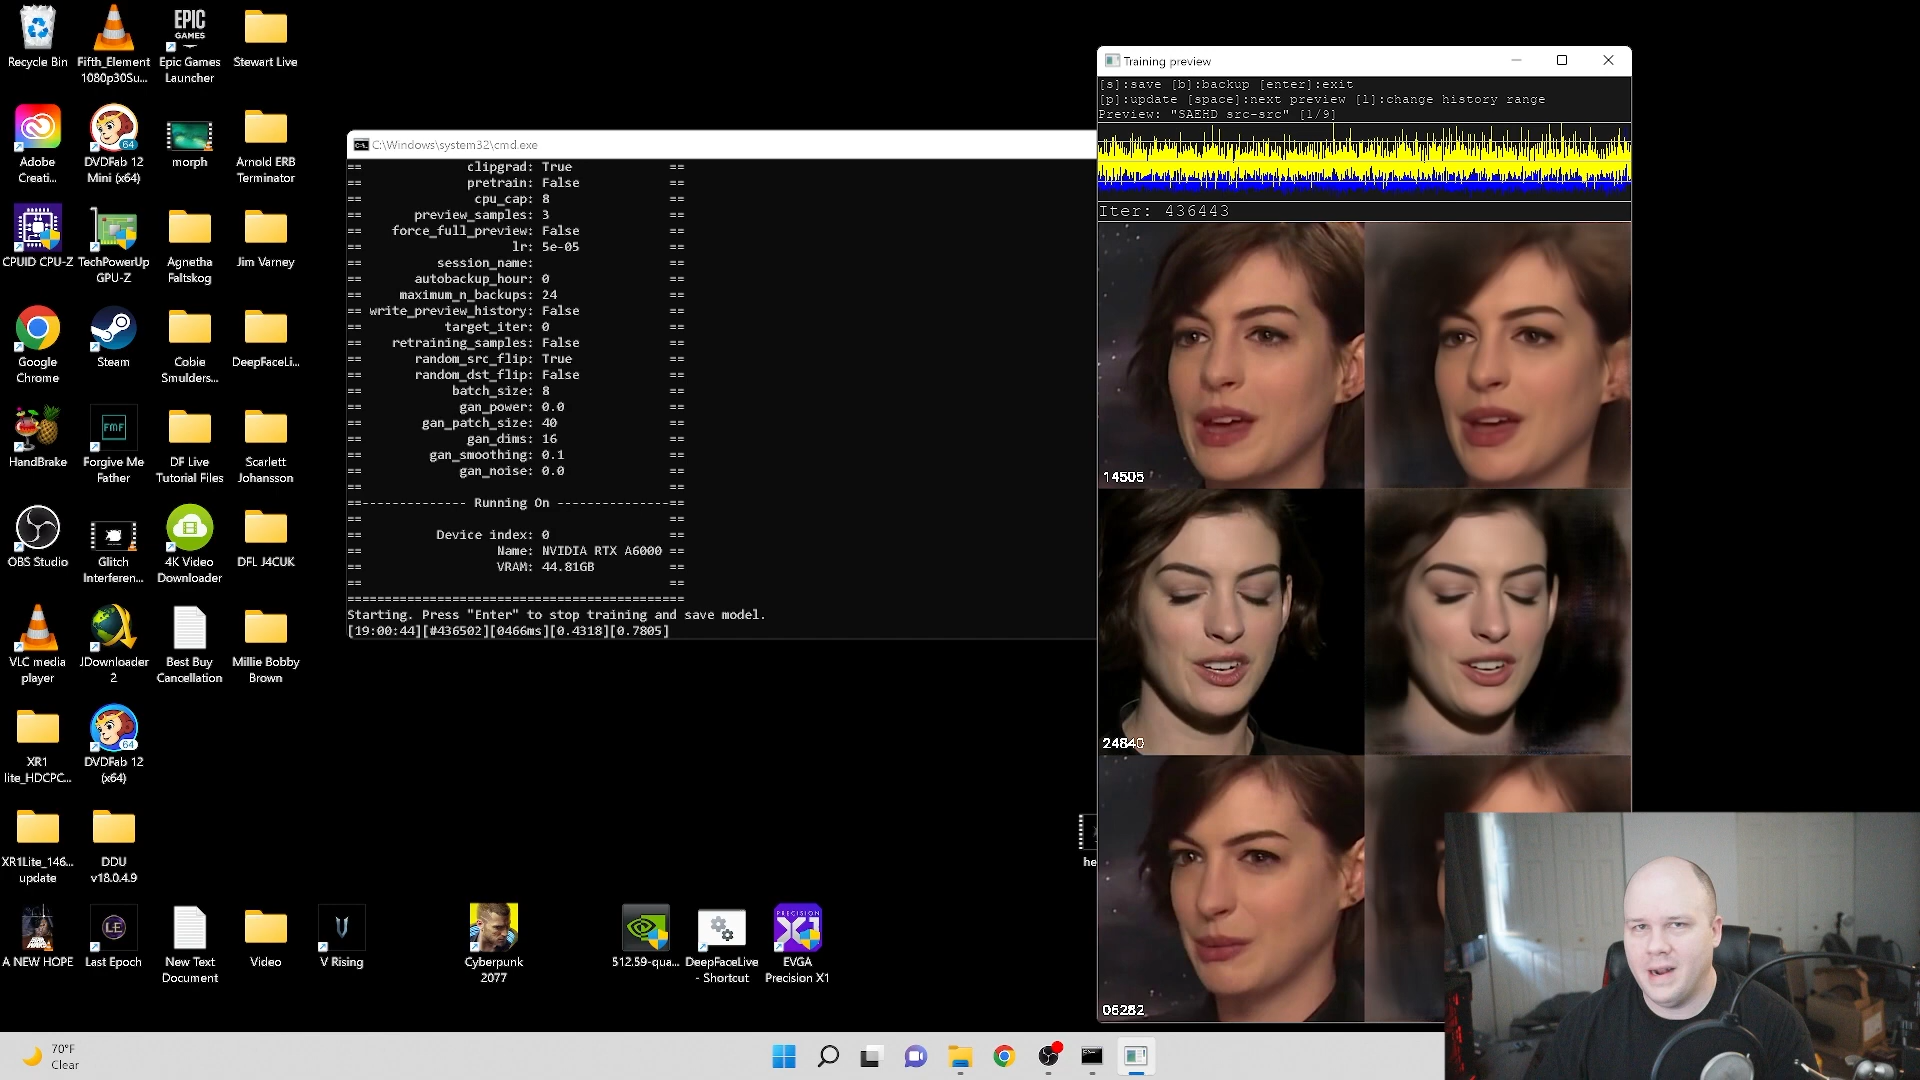 Recycle Bin
Fifth_Element
1080p30Su...
EPIC
GAMES
Epic Games
Launcher
Stewart Live
Adobe
Creati...
64
DVDFab 12
Mini (x64)
morph
Arnold ERB
Terminator
CPUID CPU-Z
TechPowerUp
GPU-Z
Agnetha
Faltskog
Jim Varney
Google
Chrome
Steam
Cobie
Smulders...
DeepFaceLi...
HandBrake
FMF
Forgive Me
Father
DF Live
Tutorial Files
Scarlett
Johansson
OBS Studio
Glitch
Interferen...
4K Video
Downloader
DFL J4CUK
VLC media
player
JDownloader
2
Best Buy
Cancellation
Millie Bobby
Brown
XR1
lite_HDCPC...
64
DVDFab 12
(x64)
XR1Lite_146...
update
DDU
v18.0.4.9
A NEW HOPE
LE
Last Epoch
New Text
Document
Video
V Rising
Cyberpunk
2077
512.59-qua...
DeepFaceLive
- Shortcut
PRECISION
X1
EVGA
Precision X1
he
C:\Windows\system32\cmd.exe
== clipgrad: True ==
== pretrain: False ==
== cpu_cap: 8 ==
== preview_samples: 3 ==
== force_full_preview: False ==
== lr: 5e-05 ==
== session_name: ==
== autobackup_hour: 0 ==
== maximum_n_backups: 24 ==
== write_preview_history: False ==
== target_iter: 0 ==
== retraining_samples: False ==
== random_src_flip: True ==
== random_dst_flip: False ==
== batch_size: 8 ==
== gan_power: 0.0 ==
== gan_patch_size: 40 ==
== gan_dims: 16 ==
== gan_smoothing: 0.1 ==
== gan_noise: 0.0 ==
== ==
==-------------- Running On ---------------==
== ==
== Device index: 0 ==
== Name: NVIDIA RTX A6000 ==
== VRAM: 44.81GB ==
== ==
=============================================
Starting. Press "Enter" to stop training and save model.
[19:00:44][#436502][0466ms][0.4318][0.7805]
Training preview
[s]:save [b]:backup [enter]:exit
[p]:update [space]:next preview [l]:change history range
Preview: "SAEHD src-src" [1/9]
Iter: 436443
14505
24840
06282
70°F
Clear